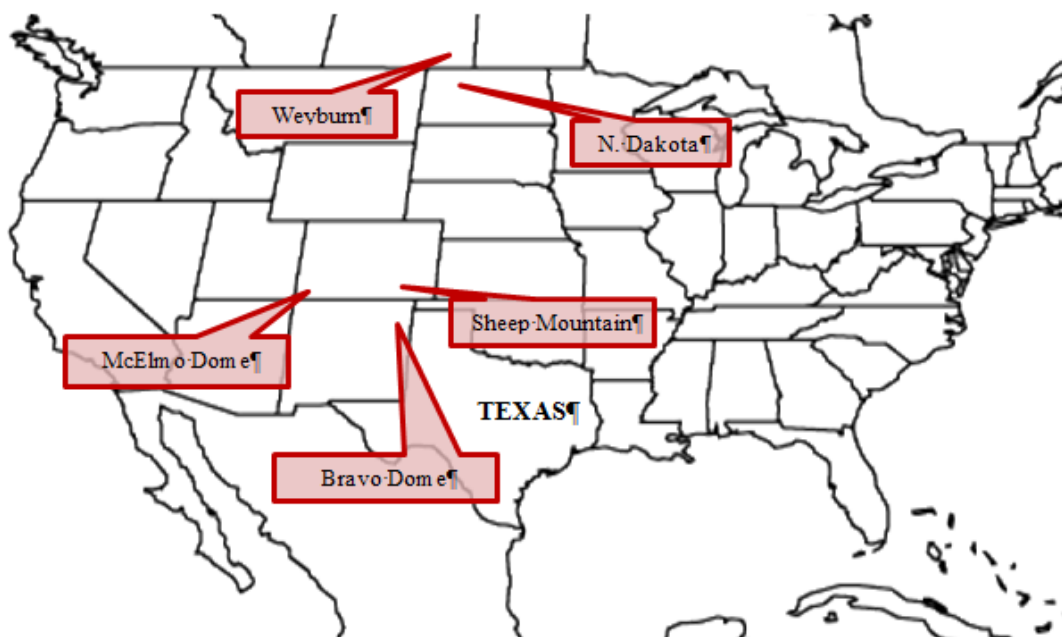 Weyburn¶
N.·Dakota¶
Sheep·Mountain¶
McElmo·Dome¶
TEXAS¶
Bravo·Dome¶